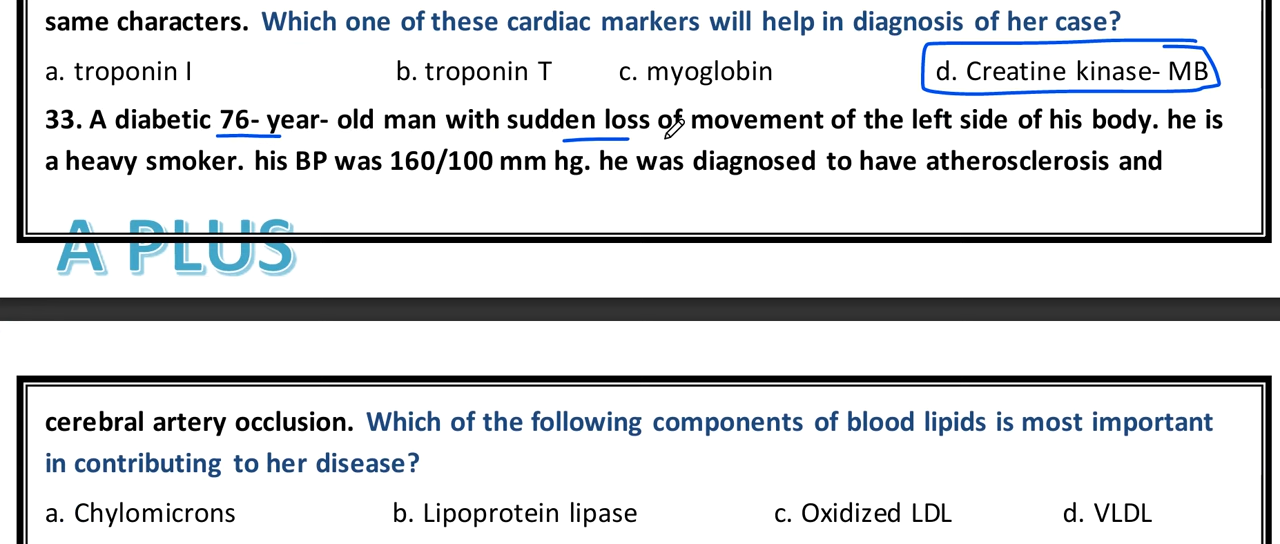 same characters. Which one of these cardiac markers will help in diagnosis of her case?
a. troponin I b. troponin T c. myoglobin d. Creatine kinase- MB
33. A diabetic 76- year- old man with sudden loss of movement of the left side of his body. he is
a heavy smoker. his BP was 160/100 mm hg. he was diagnosed to have atherosclerosis and
A PLUS
cerebral artery occlusion. Which of the following components of blood lipids is most important
in contributing to her disease?
a. Chylomicrons b. Lipoprotein lipase c. Oxidized LDL d. VLDL